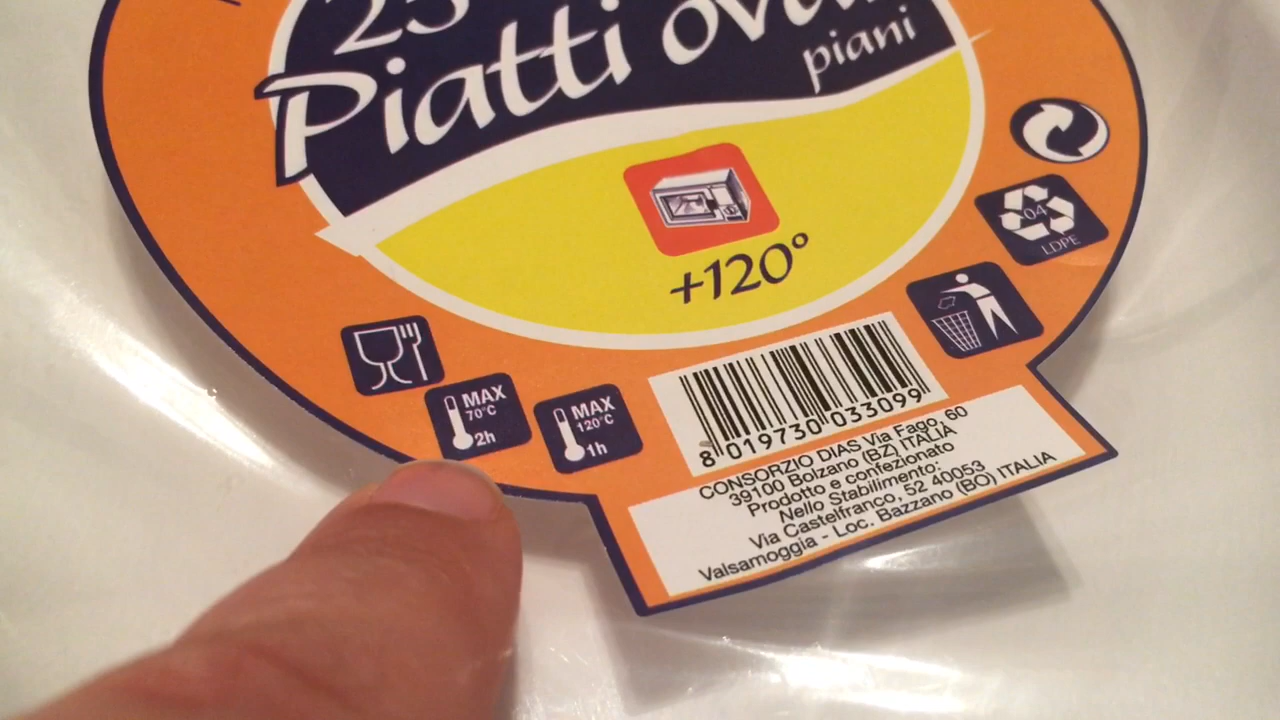 25
Piatti ovali
piani
+120°
04
LDPE
MAX
70°C
2h
MAX
120°C
1h
8 019730 033099
CONSORZIO DIAS Via Fago, 60
39100 Bolzano (BZ) ITALIA
Prodotto e confezionato
Nello Stabilimento:
Via Castelfranco, 52 40053
Valsamoggia - Loc. Bazzano (BO) ITALIA